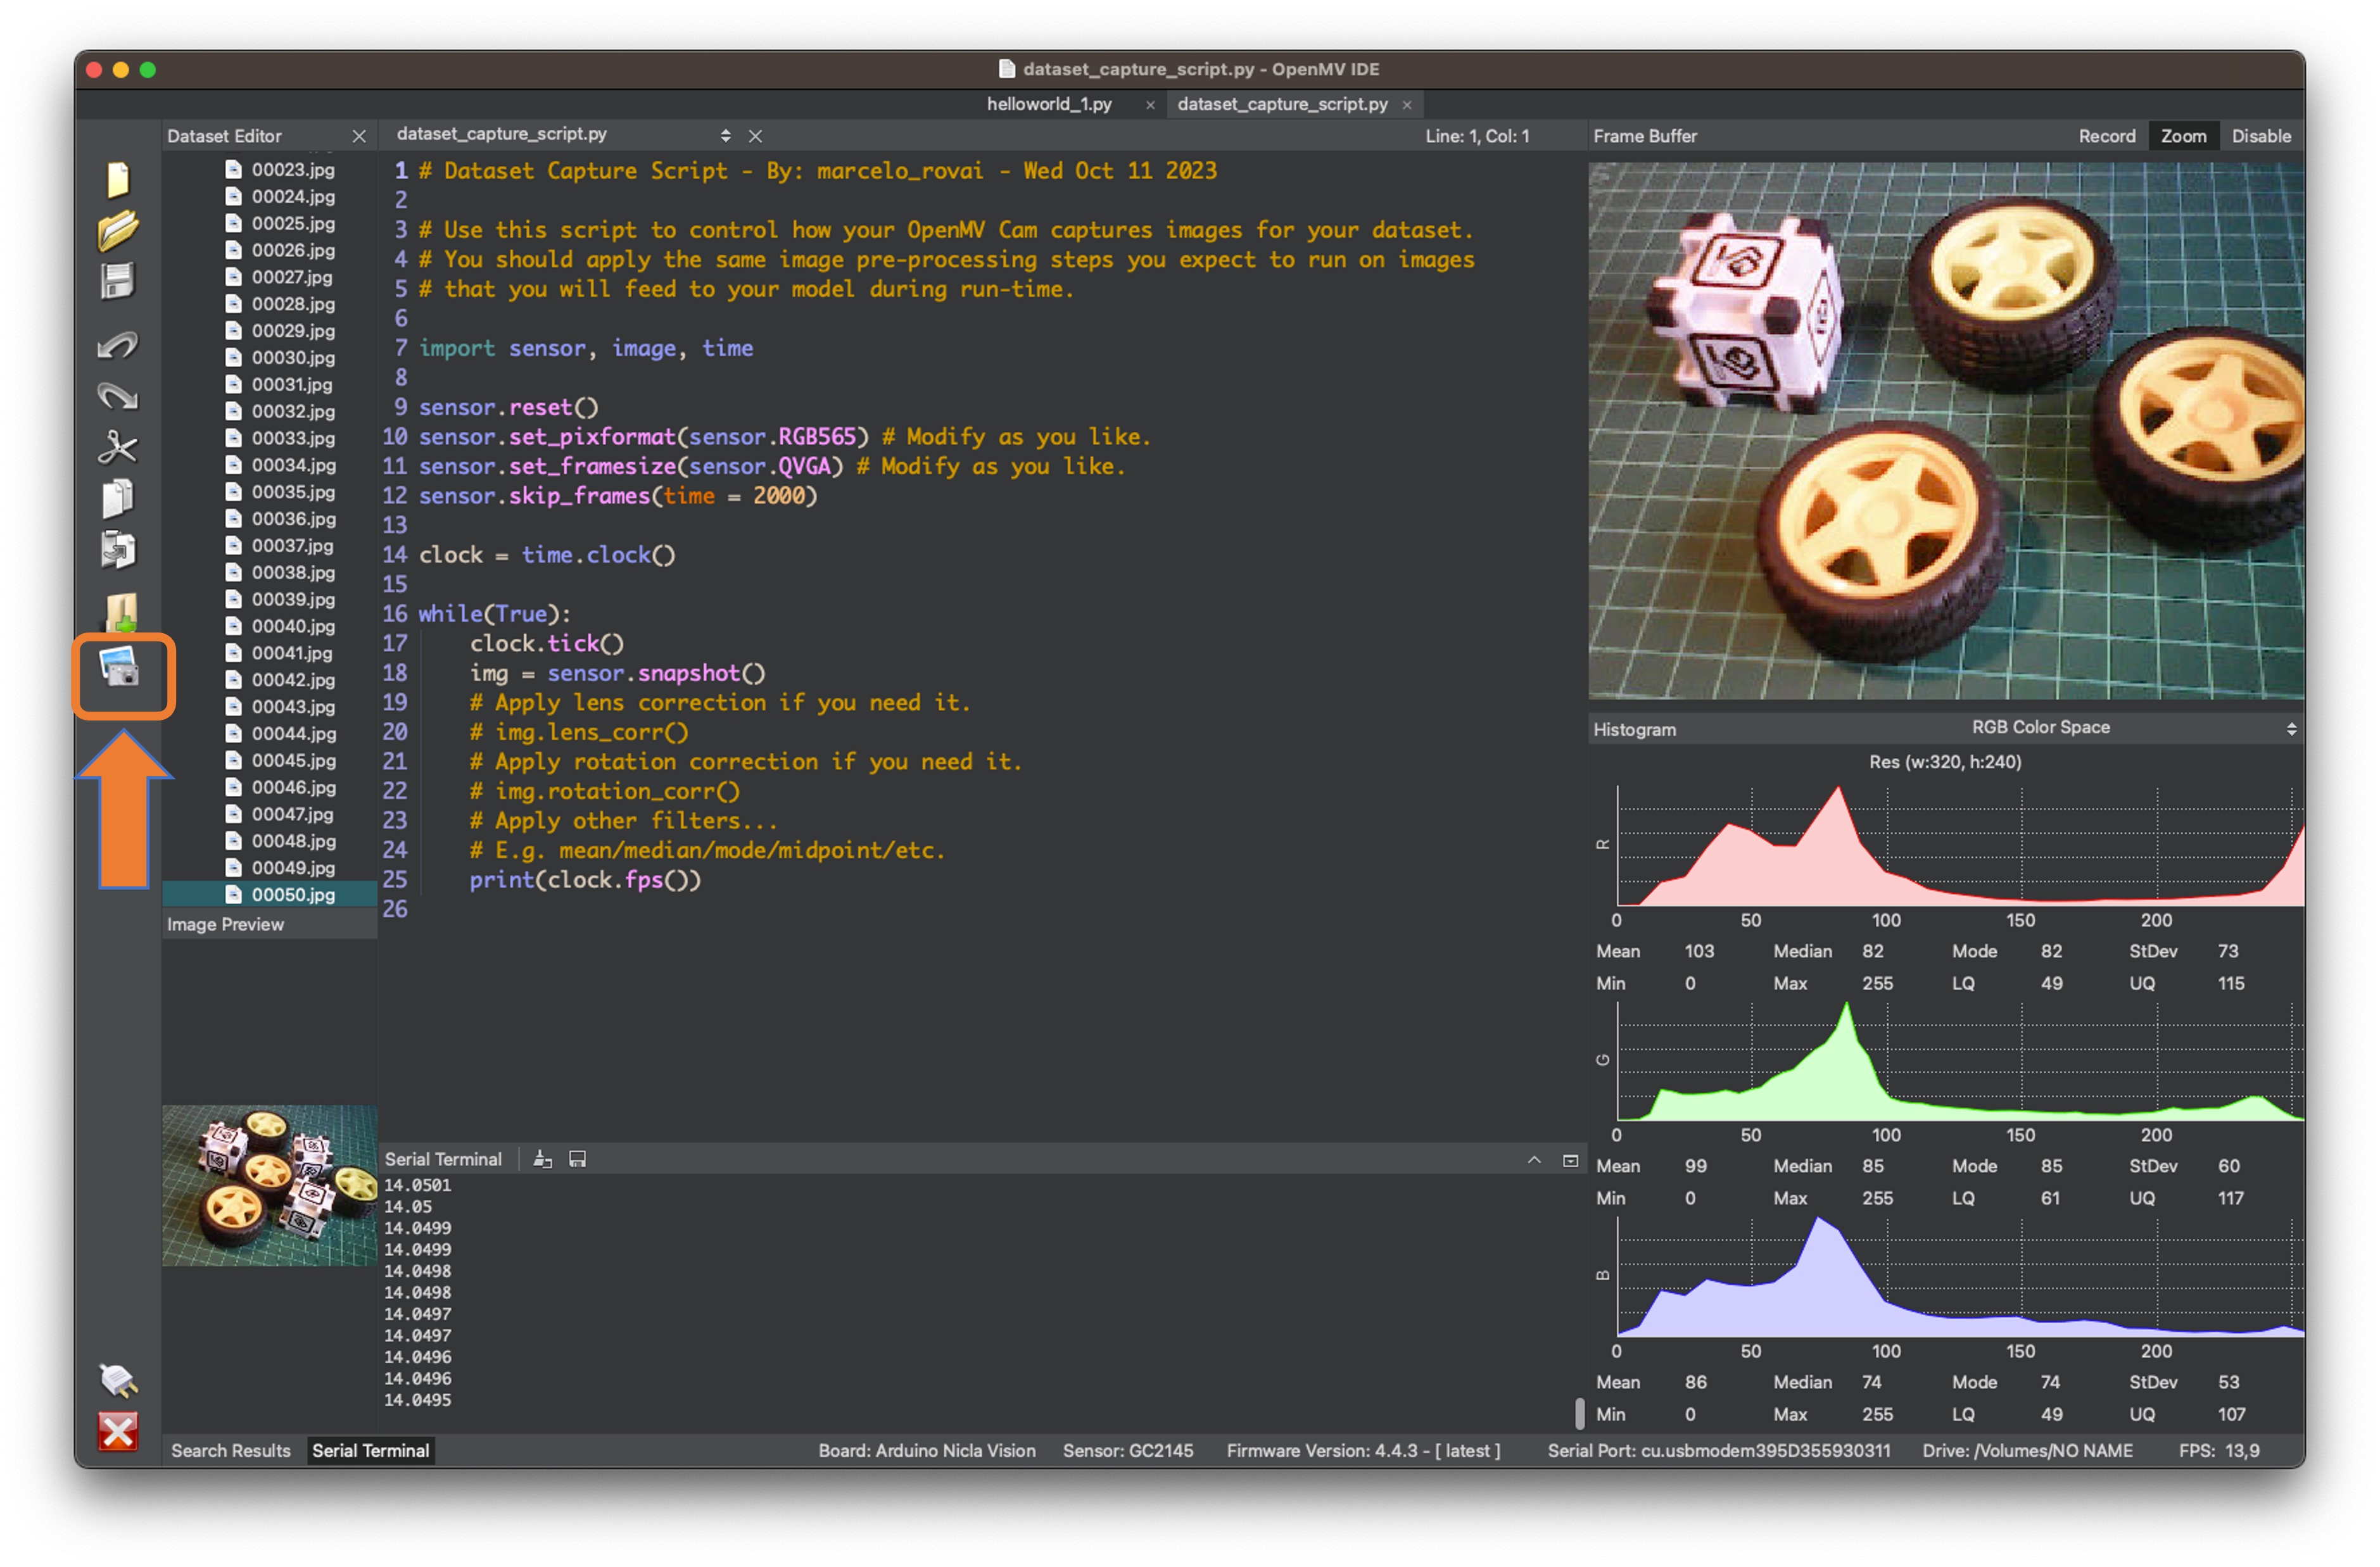 dataset_capture_script.py - OpenMV IDE
helloworld_1.py × dataset_capture_script.py ×
Dataset Editor
00023.jpg
00024.jpg
00025.jpg
00026.jpg
00027.jpg
00028.jpg
00029.jpg
00030.jpg
00031.jpg
00032.jpg
00033.jpg
00034.jpg
00035.jpg
00036.jpg
00037.jpg
00038.jpg
00039.jpg
00040.jpg
00041.jpg
00042.jpg
00043.jpg
00044.jpg
00045.jpg
00046.jpg
00047.jpg
00048.jpg
00049.jpg
00050.jpg
Image Preview
dataset_capture_script.py Line: 1, Col: 1
1 # Dataset Capture Script - By: marcelo_rovai - Wed Oct 11 2023
2
3 # Use this script to control how your OpenMV Cam captures images for your dataset.
4 # You should apply the same image pre-processing steps you expect to run on images
5 # that you will feed to your model during run-time.
6
7 import sensor, image, time
8
9 sensor.reset()
10 sensor.set_pixformat(sensor.RGB565) # Modify as you like.
11 sensor.set_framesize(sensor.QVGA) # Modify as you like.
12 sensor.skip_frames(time = 2000)
13
14 clock = time.clock()
15
16 while(True):
17 clock.tick()
18 img = sensor.snapshot()
19 # Apply lens correction if you need it.
20 # img.lens_corr()
21 # Apply rotation correction if you need it.
22 # img.rotation_corr()
23 # Apply other filters...
24 # E.g. mean/median/mode/midpoint/etc.
25 print(clock.fps())
26
Serial Terminal
14.0501
14.05
14.0499
14.0499
14.0498
14.0498
14.0497
14.0497
14.0496
14.0496
14.0495
Frame Buffer Record Zoom Disable
Histogram RGB Color Space
Res (w:320, h:240)
R
0 50 100 150 200
Mean 103 Median 82 Mode 82 StDev 73
Min 0 Max 255 LQ 49 UQ 115
G
0 50 100 150 200
Mean 99 Median 85 Mode 85 StDev 60
Min 0 Max 255 LQ 61 UQ 117
B
0 50 100 150 200
Mean 86 Median 74 Mode 74 StDev 53
Min 0 Max 255 LQ 49 UQ 107
Search Results Serial Terminal Board: Arduino Nicla Vision Sensor: GC2145 Firmware Version: 4.4.3 - [ latest ] Serial Port: cu.usbmodem395D355930311 Drive: /Volumes/NO NAME FPS: 13,9